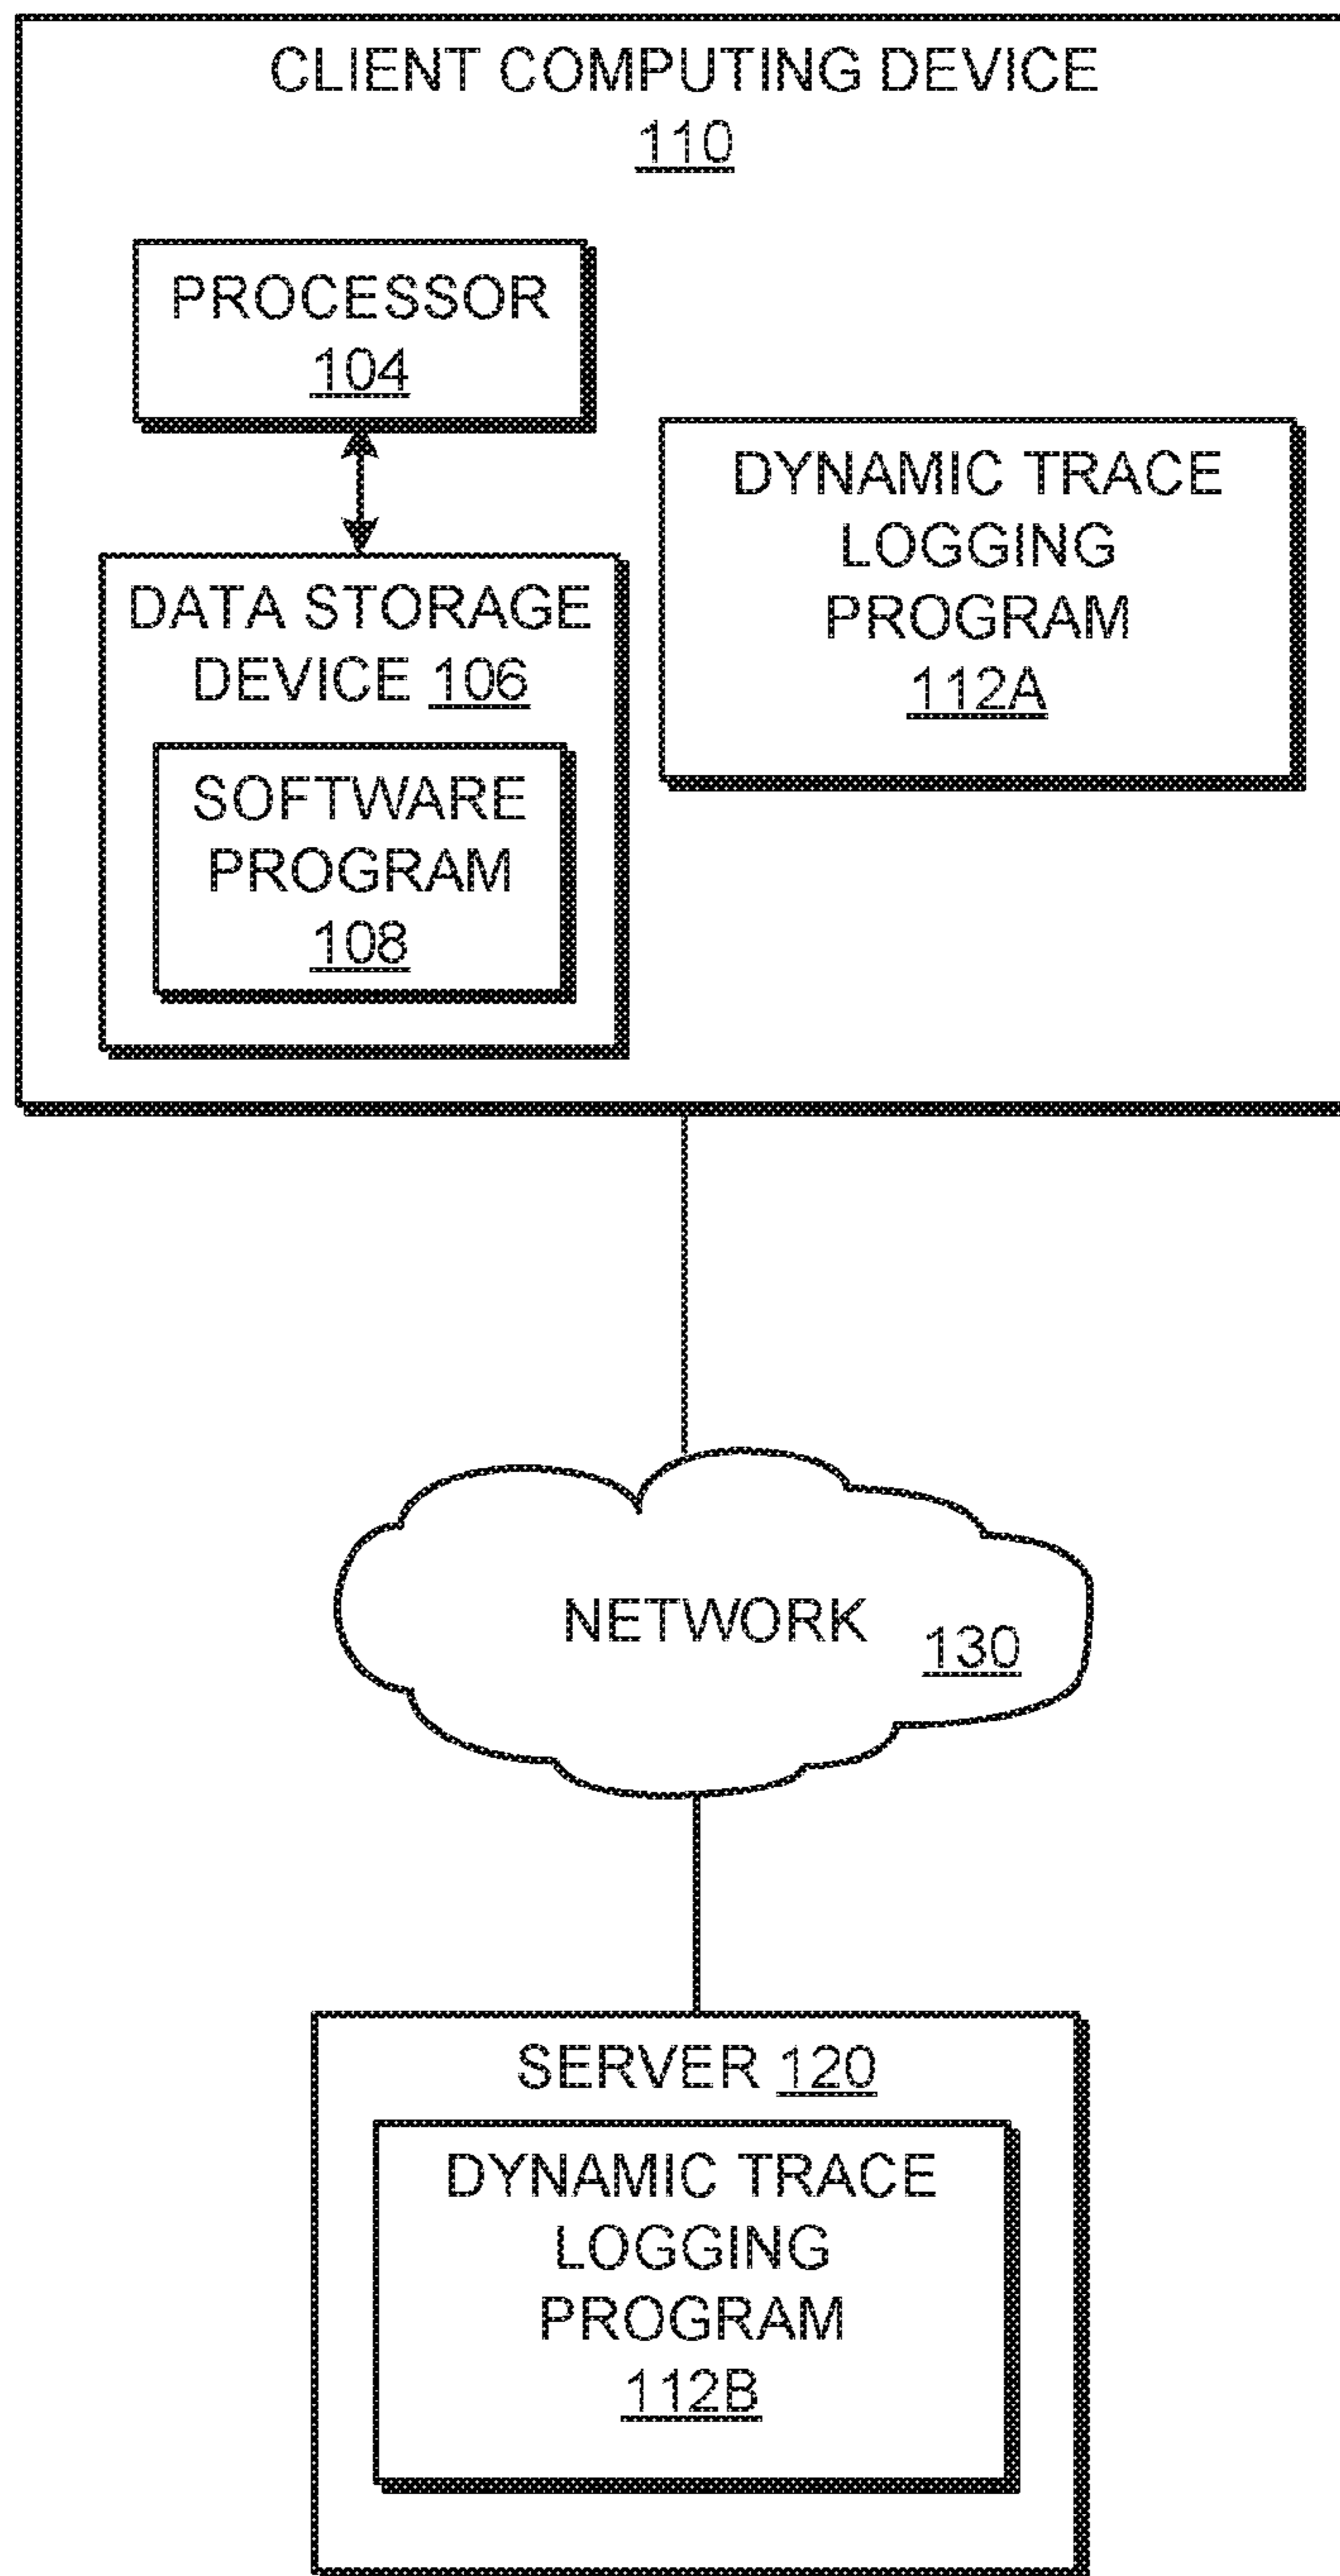 CLIENT COMPUTING DEVICE
110
PROCESSOR
104
DATA STORAGE
DEVICE 106
SOFTWARE
PROGRAM
108
DYNAMIC TRACE
LOGGING
PROGRAM
112A
NETWORK 130
SERVER 120
DYNAMIC TRACE
LOGGING
PROGRAM
112B